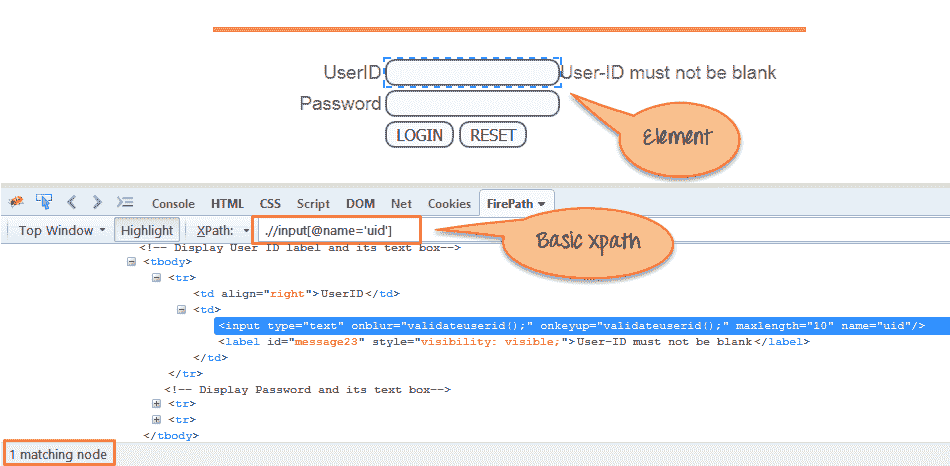 UserID User-ID must not be blank
Password
LOGIN RESET
Element
Console HTML CSS Script DOM Net Cookies FirePath
Top Window Highlight XPath: .//input[@name='uid']
Basic xpath
<!-- Display User ID label and its text box-->
<tbody>
<tr>
<td align="right">UserID</td>
<td>
<input type="text" onblur="validateuserid();" onkeyup="validateuserid();" maxlength="10" name="uid"/>
<label id="message23" style="visibility: visible;">User-ID must not be blank</label>
</td>
</tr>
<!-- Display Password and its text box-->
<tr>
<tr>
</tbody>
1 matching node